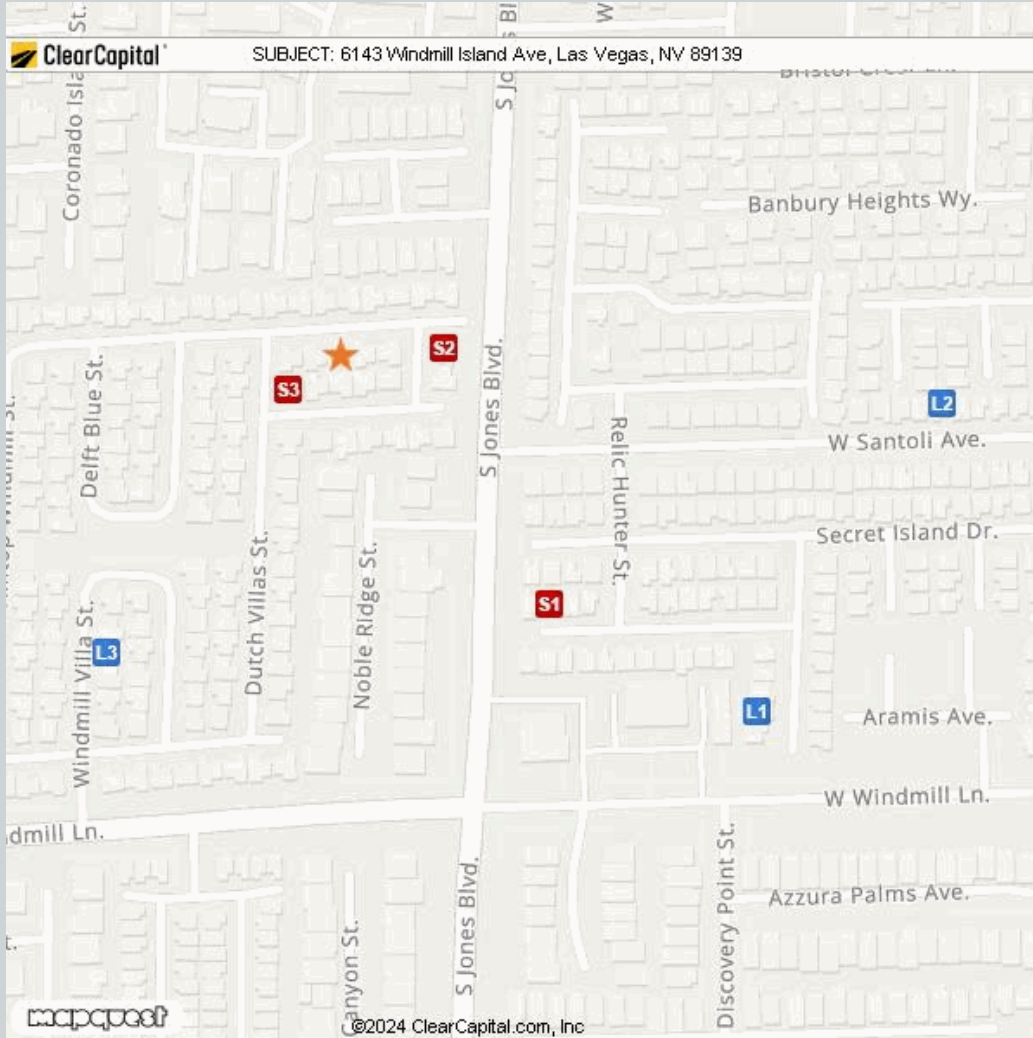 St.
S Jones Bl
W
ClearCapital
SUBJECT: 6143 Windmill Island Ave, Las Vegas, NV 89139
Coronado Isla
Banbury Heights Wy.
S2
S3
Delft Blue St.
S Jones Blvd.
L2
W Santoli Ave.
Relic Hunter St.
Secret Island Dr.
Dutch Villas St.
Noble Ridge St.
S1
Windmill Villa St.
L3
L1
Aramis Ave.
W Windmill Ln.
dmill Ln.
S Jones Blvd.
Discovery Point St.
Azzura Palms Ave.
t.
Canyon St.
mapquest
©2024 ClearCapital.com, Inc